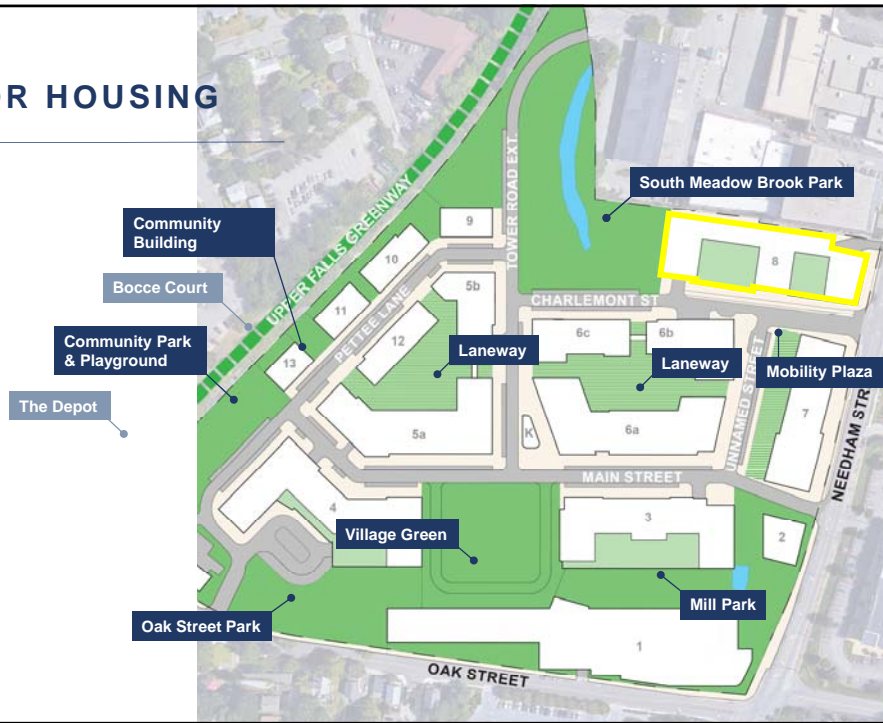 OR HOUSING
South Meadow Brook Park
Community
Building
UPPER FALLS GREENWAY
TOWER ROAD EXT.
9
10
8
Bocce Court
5b
CHARLEMONT ST
11
PETTEE LANE
12
6c
6b
Community Park
& Playground
13
Laneway
Laneway
Mobility Plaza
The Depot
5a
K
6a
UNNAMED STREET
7
NEEDHAM STR
MAIN STREET
4
3
Village Green
2
Mill Park
Oak Street Park
1
OAK STREET